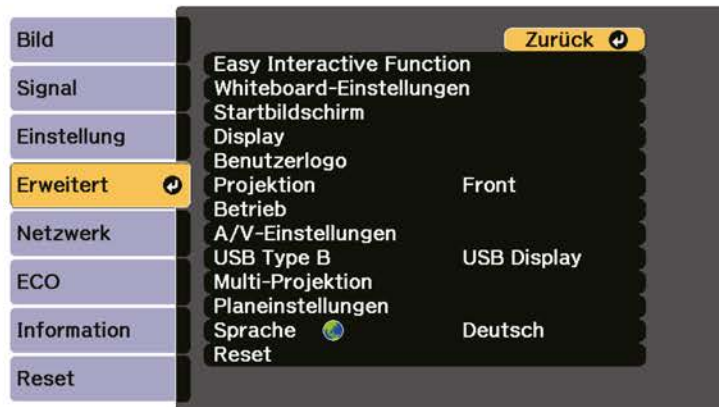 Bild
Signal
Einstellung
Erweitert
Netzwerk
ECO
Information
Reset
Zurück
Easy Interactive Function
Whiteboard-Einstellungen
Startbildschirm
Display
Benutzerlogo
Projektion Front
Betrieb
A/V-Einstellungen
USB Type B USB Display
Multi-Projektion
Planeinstellungen
Sprache Deutsch
Reset